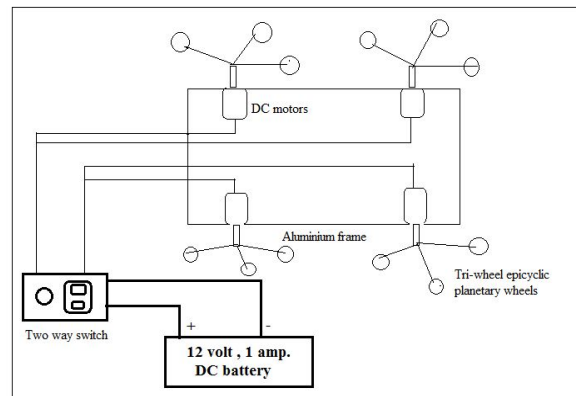 DC motors
Aluminium frame
Tri-wheel epicyclic
planetary wheels
Two way switch
+ -
12 volt , 1 amp.
DC battery